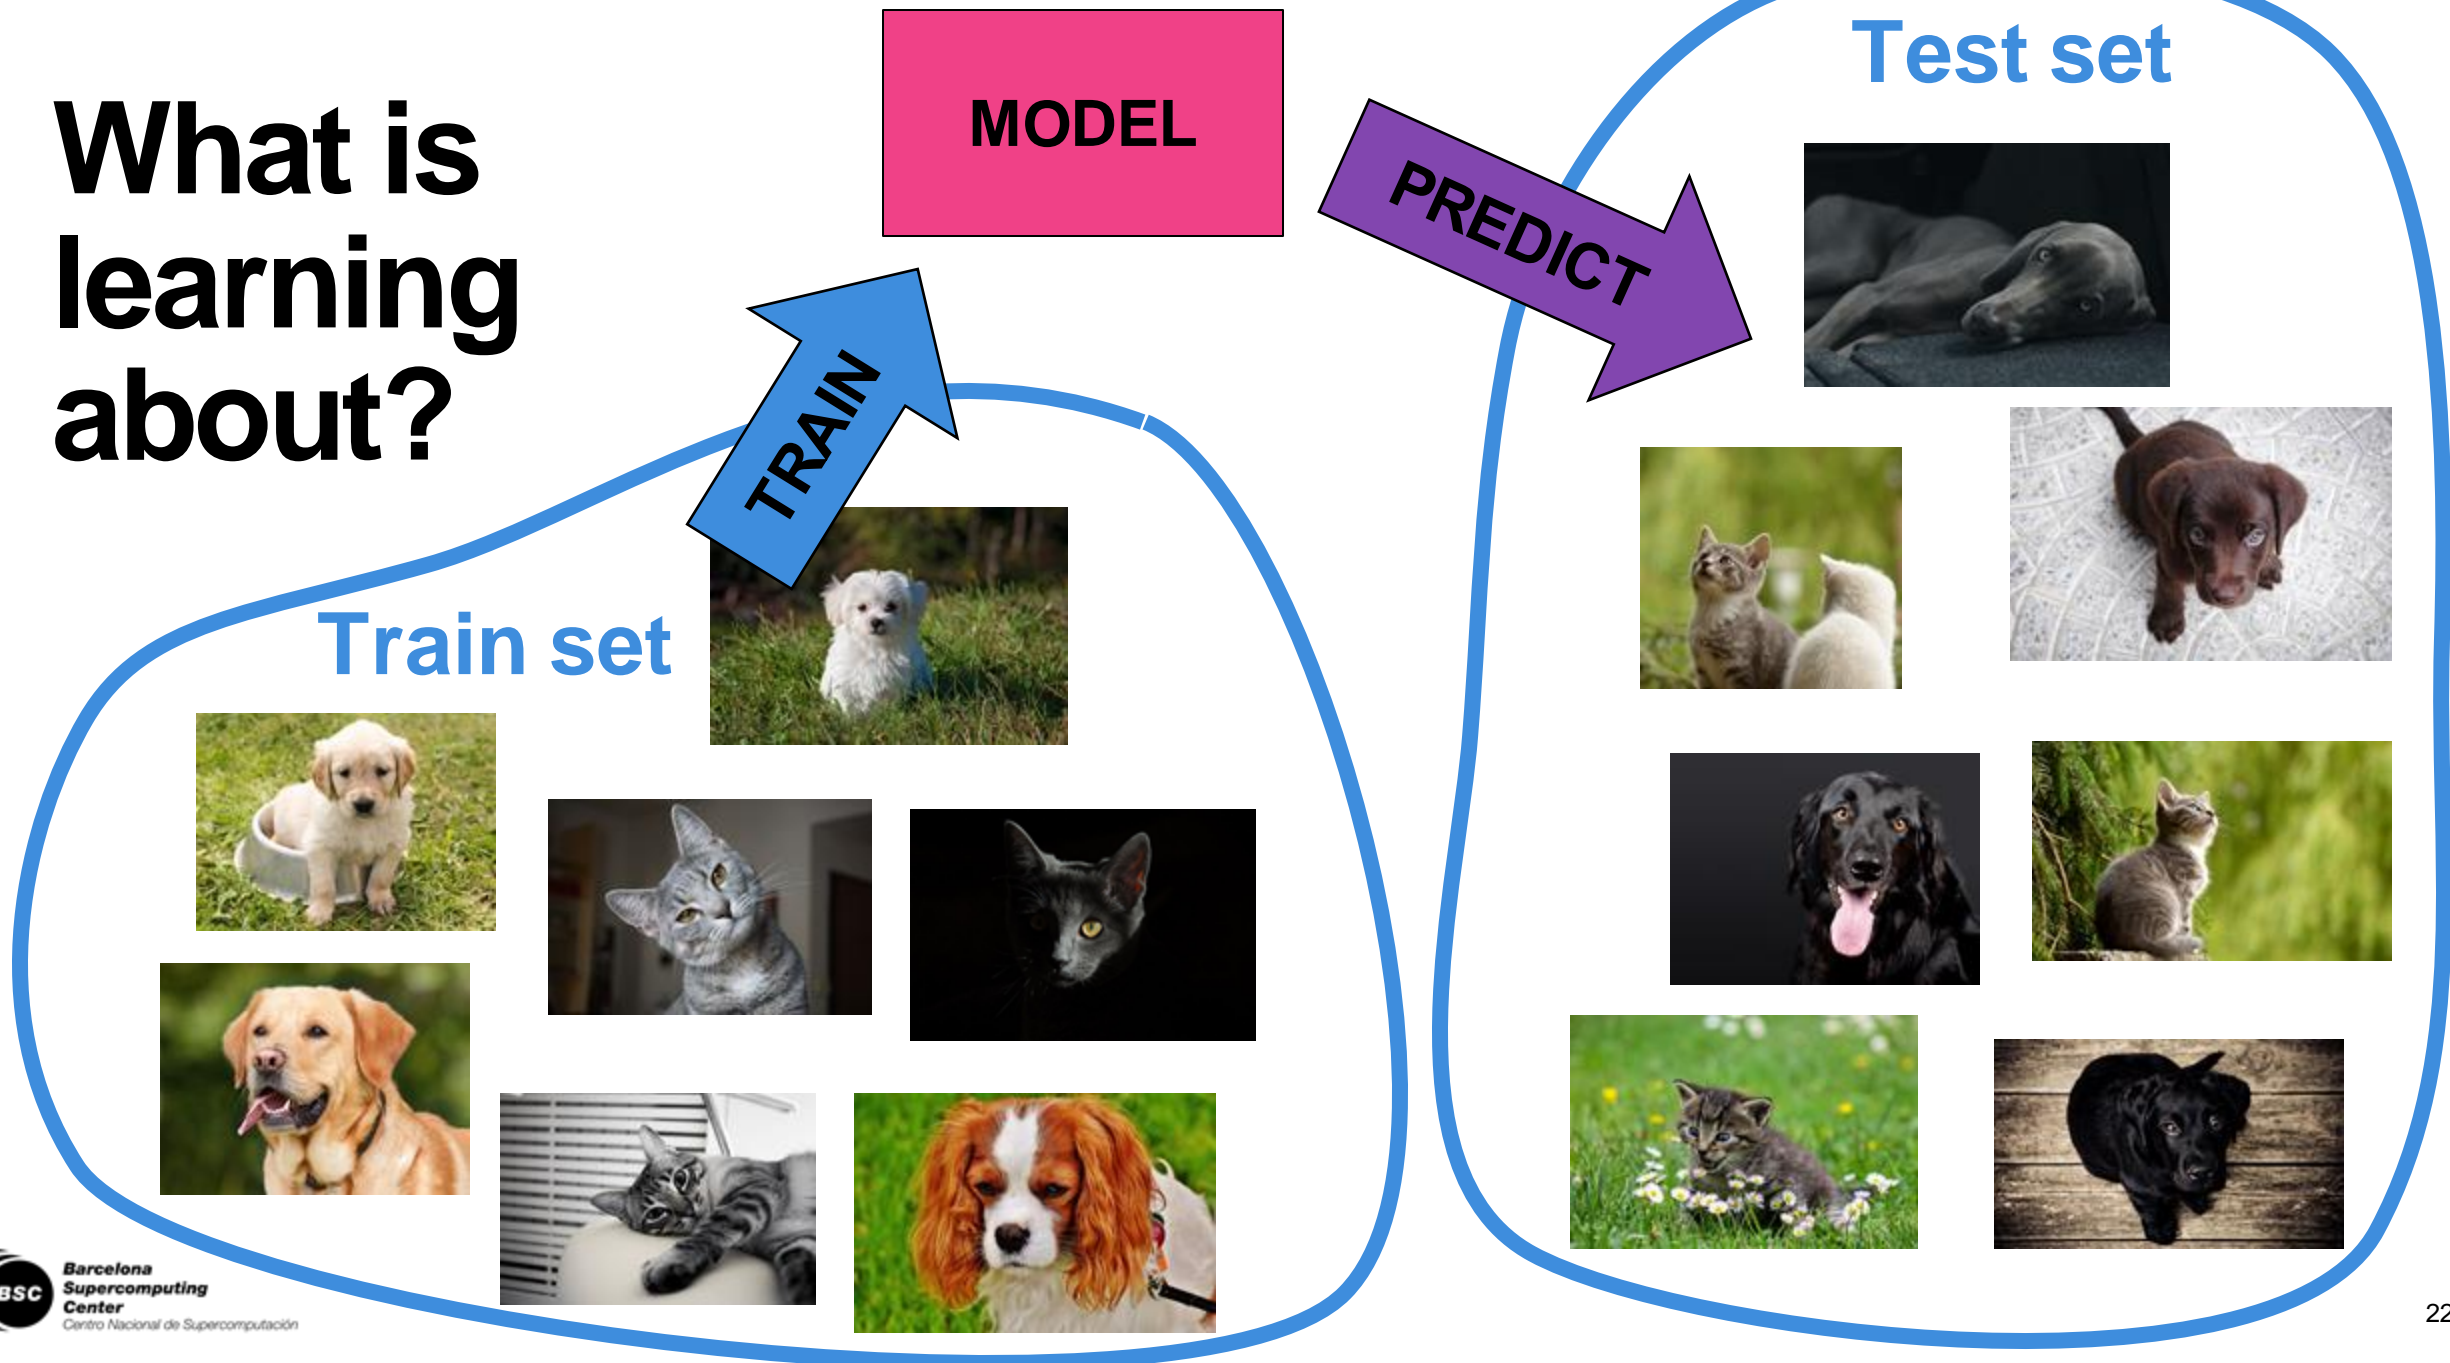 What is
learning
about?
MODEL
Test set
PREDICT
TRAIN
Train set
BSC
Barcelona
Supercomputing
Center
Centro Nacional de Supercomputación
22